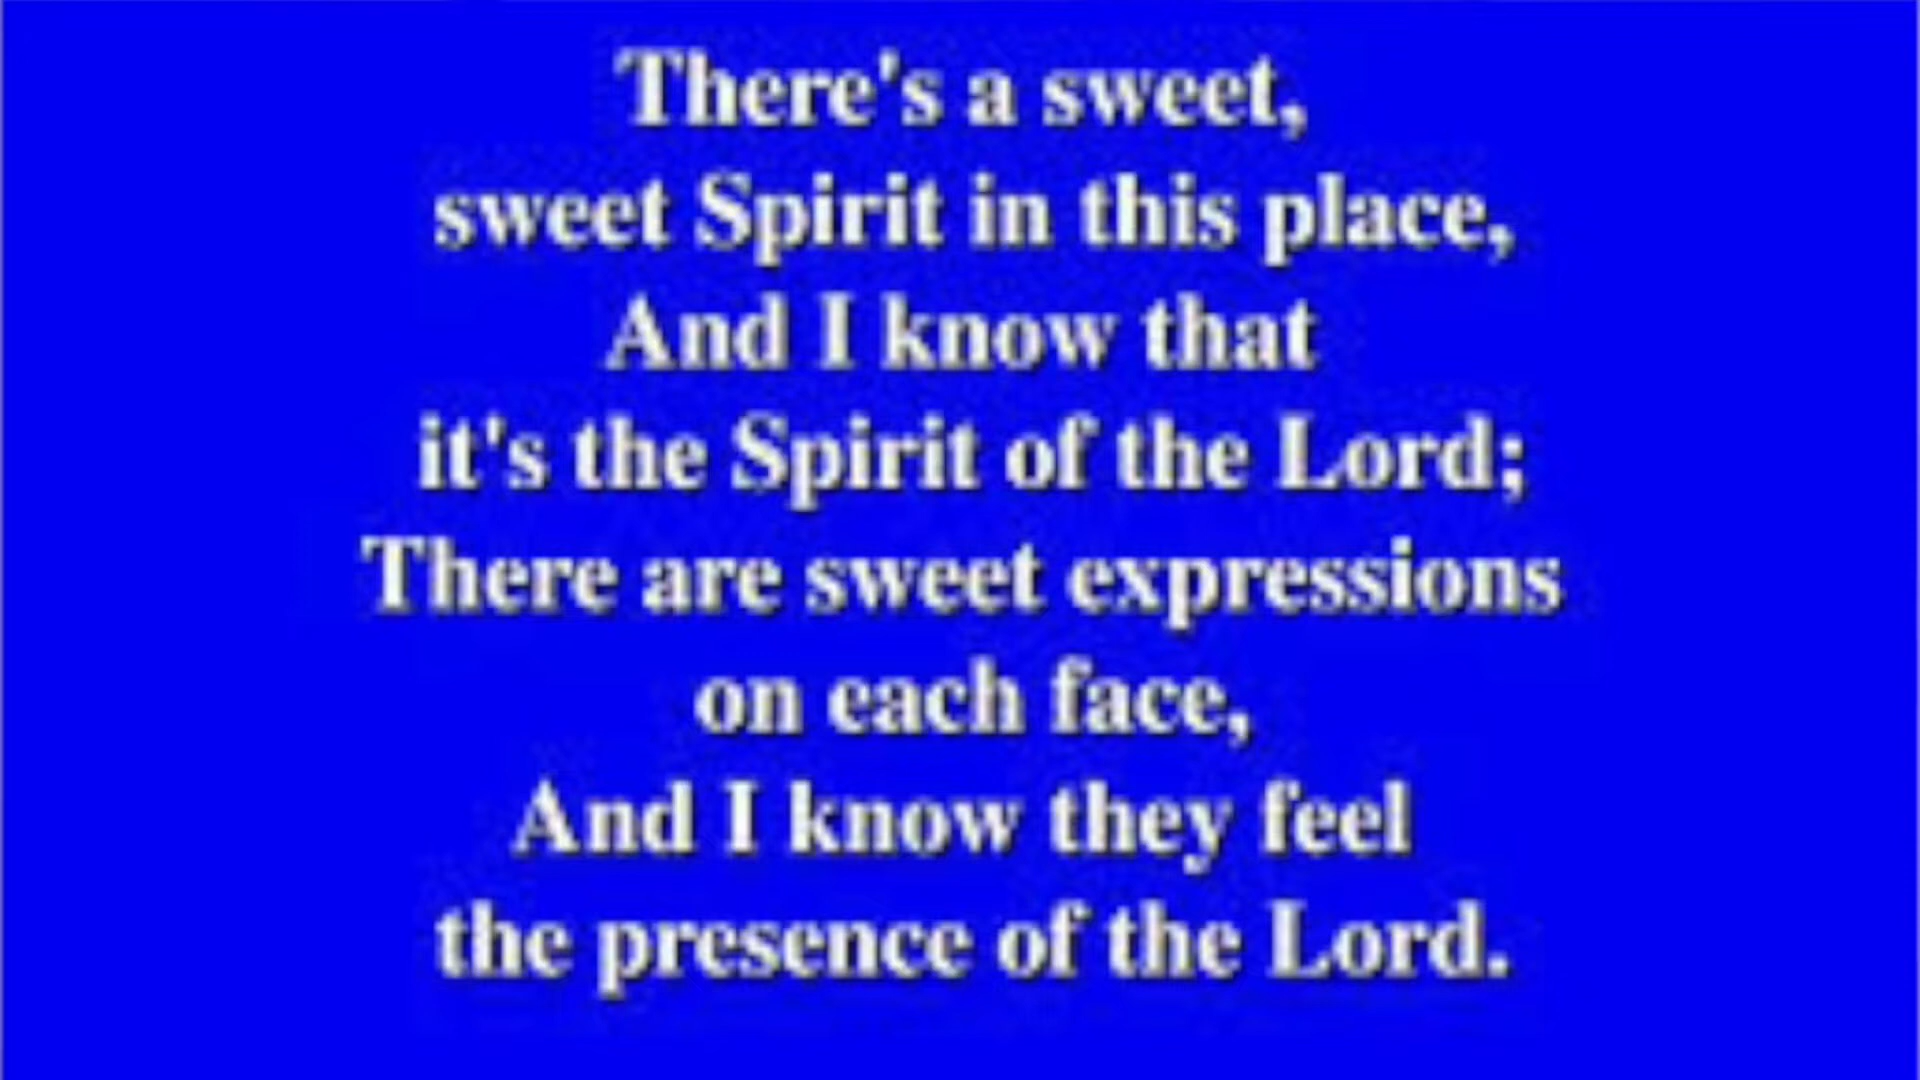 There's a sweet,
sweet Spirit in this place,
And I know that
it's the Spirit of the Lord;
There are sweet expressions
on each face,
And I know they feel
the presence of the Lord.